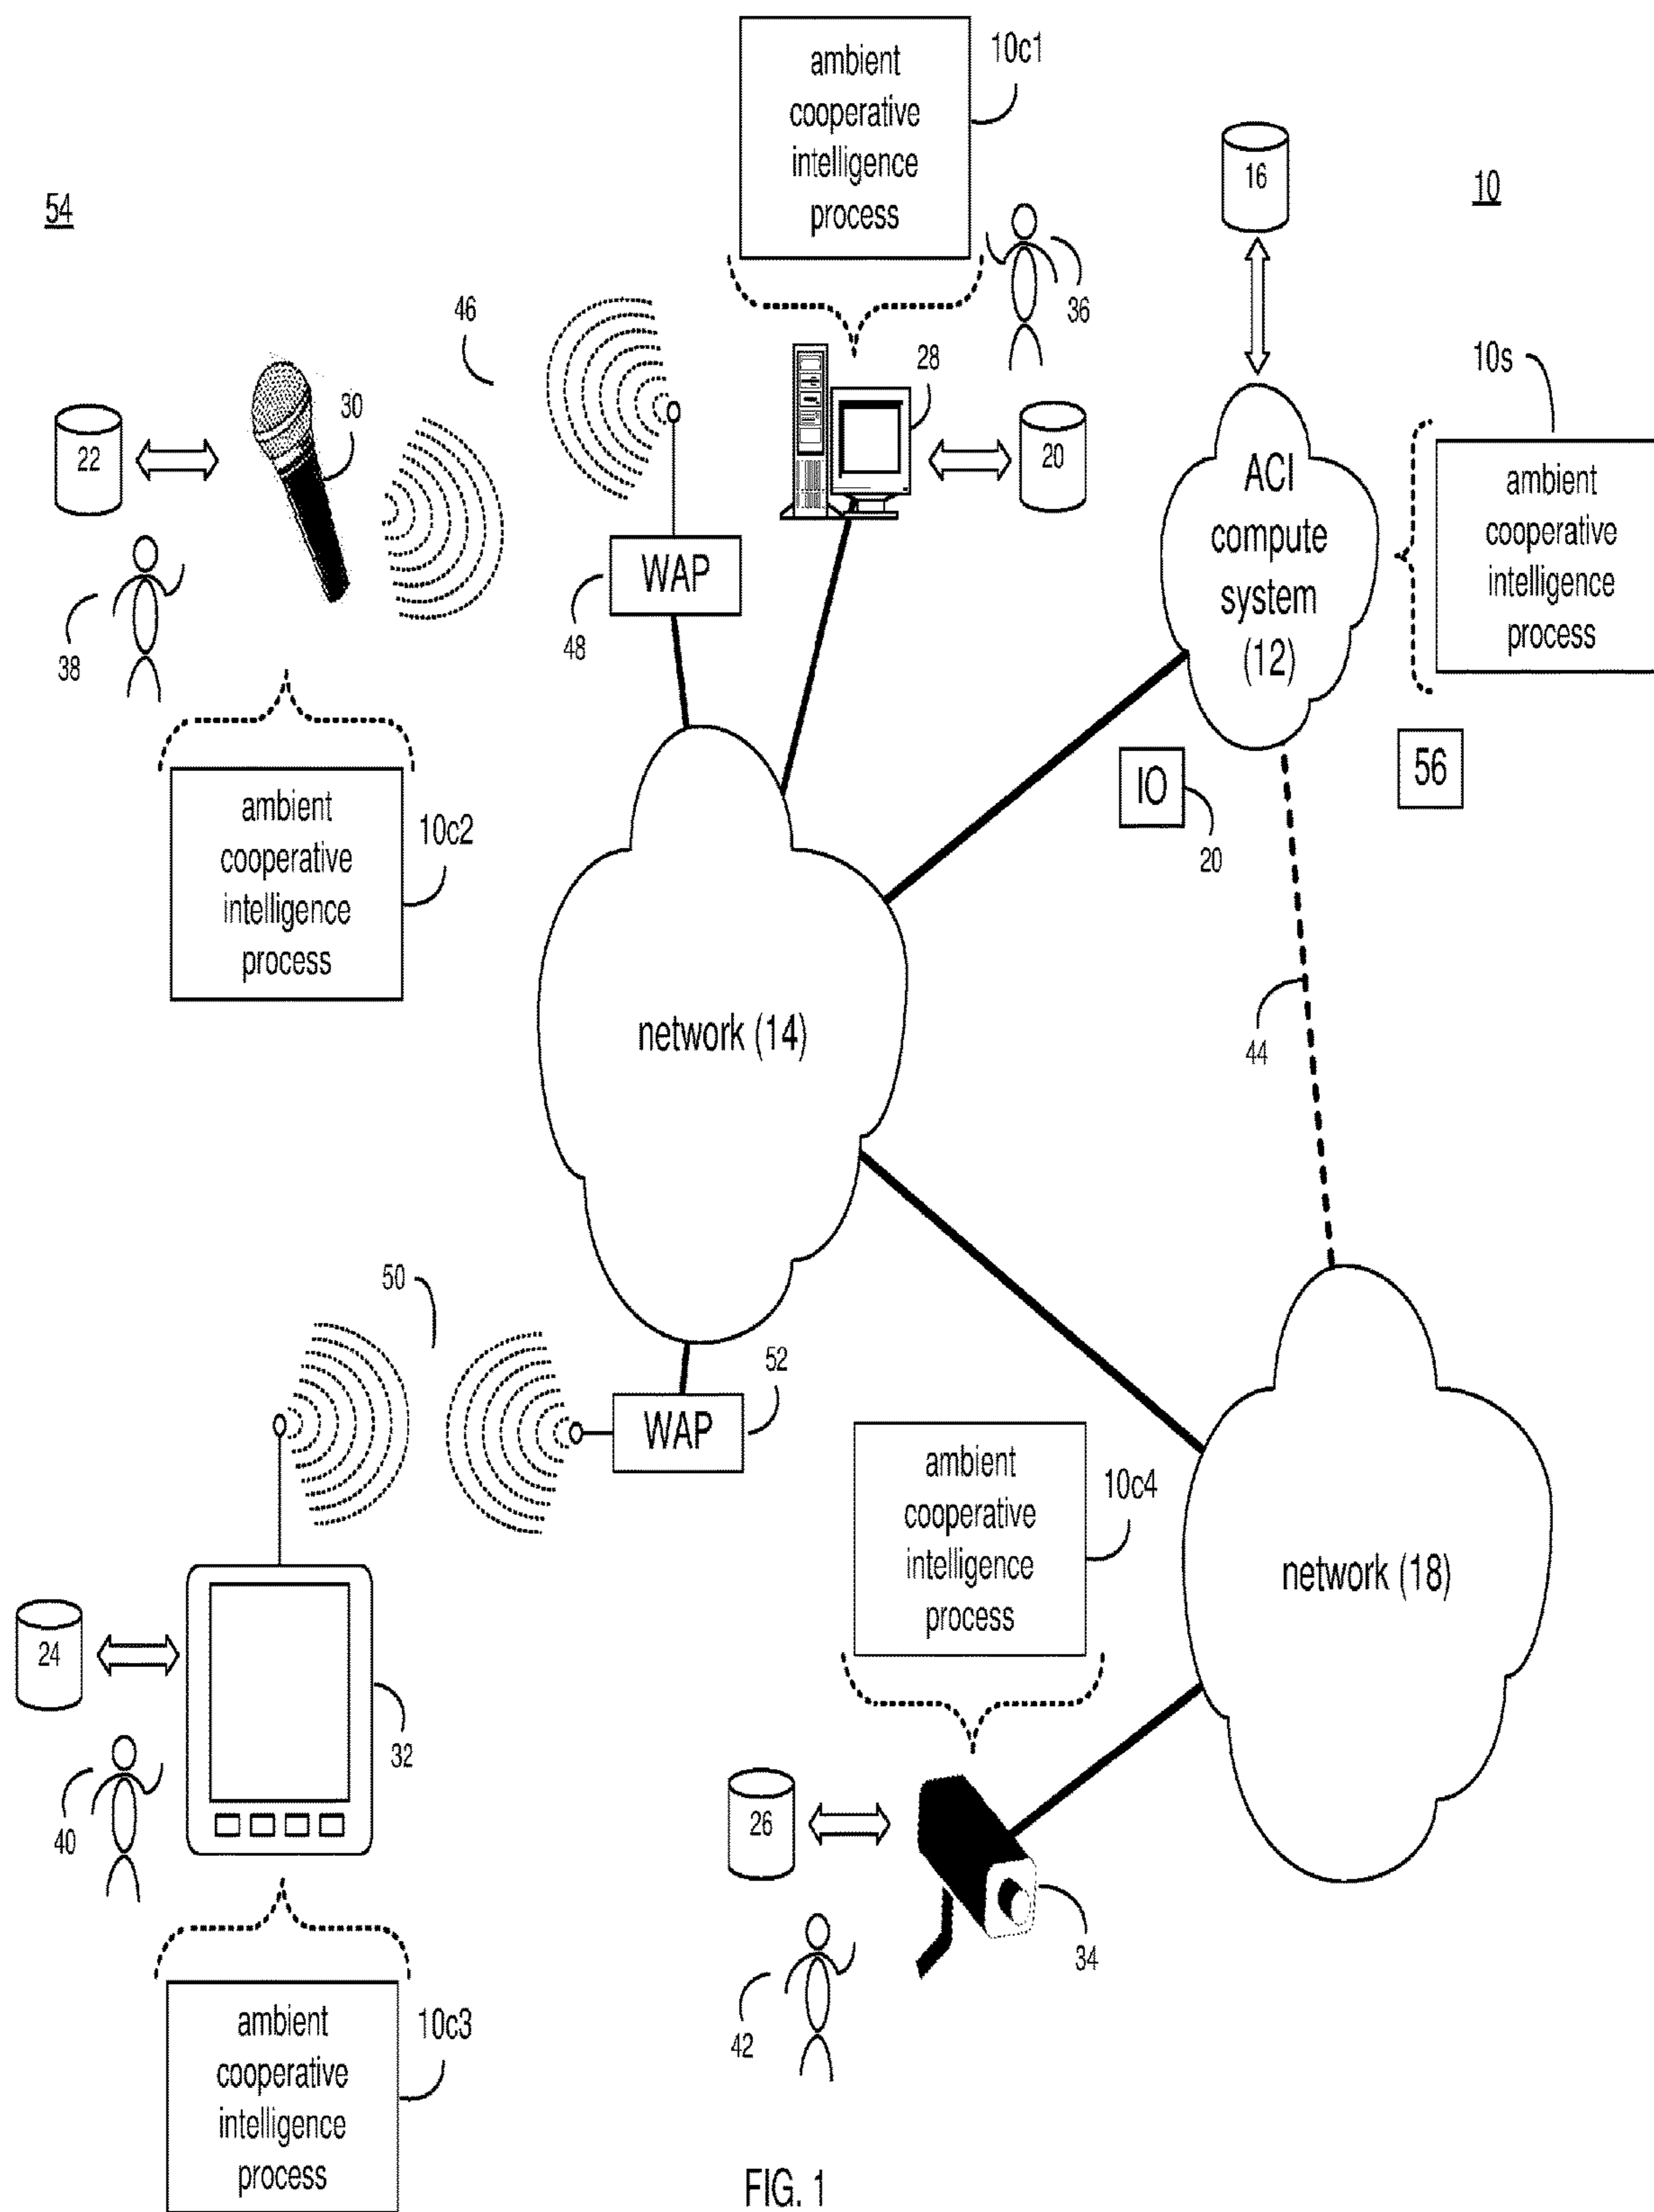 ambient
cooperative
intelligence
process
10c1
54
16
10
36
46
28
10s
30
22
20
ACI
compute
system
(12)
ambient
cooperative
intelligence
process
WAP
48
38
56
IO
20
ambient
cooperative
intelligence
process
10c2
network (14)
44
50
52
WAP
ambient
cooperative
intelligence
process
10c4
network (18)
24
32
40
26
34
42
ambient
cooperative
intelligence
process
10c3
FIG. 1